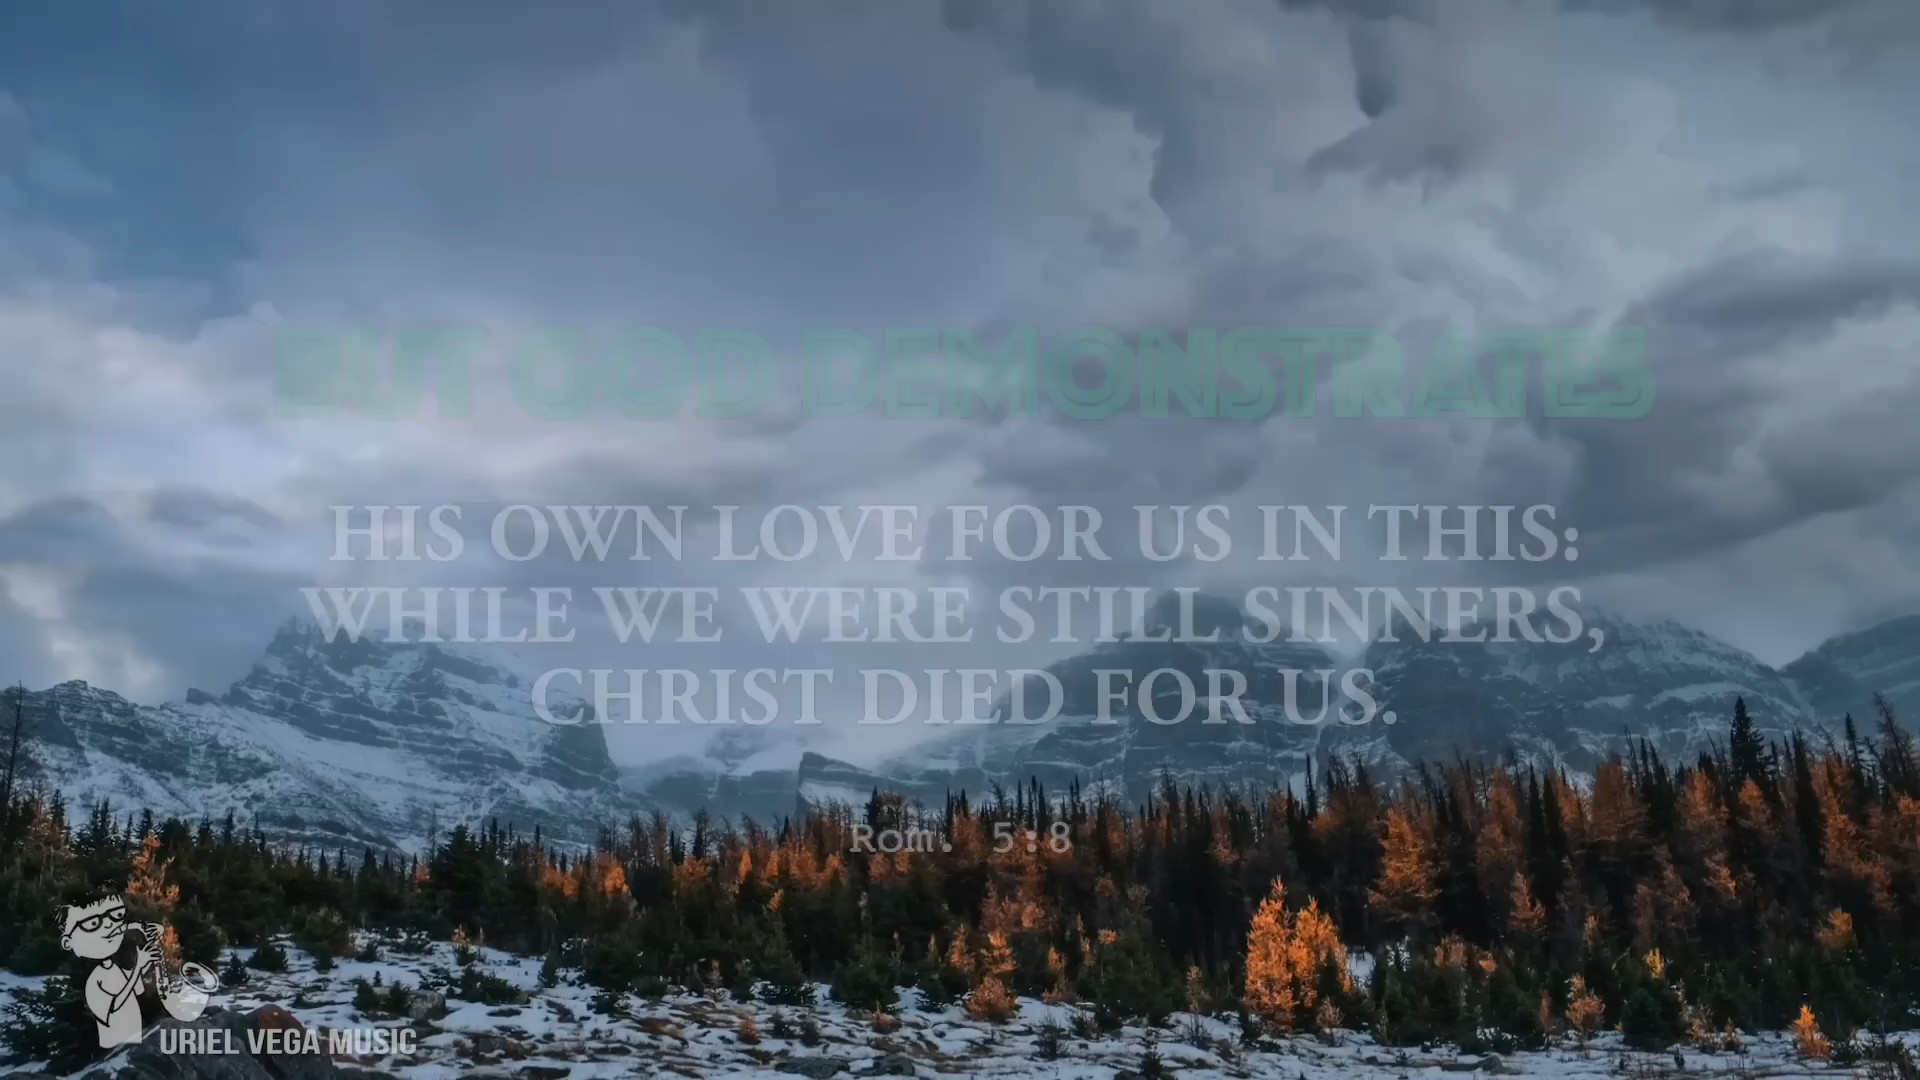 BUT GOD DEMONSTRATES
HIS OWN LOVE FOR US IN THIS:
WHILE WE WERE STILL SINNERS,
CHRIST DIED FOR US.
Rom. 5:8
URIEL VEGA MUSIC